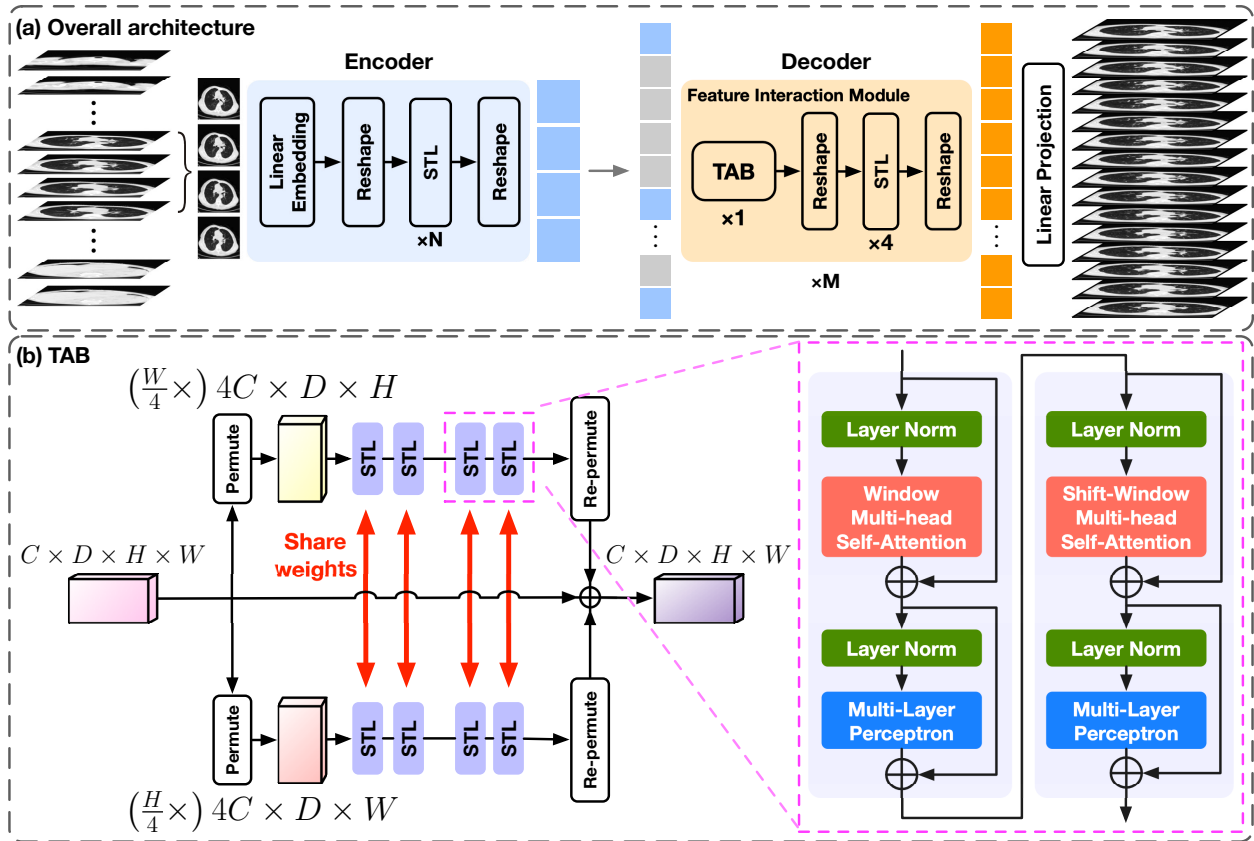 (a) Overall architecture
Encoder
Linear
Embedding
Reshape
STL
×N
Reshape
Decoder
Feature Interaction Module
TAB
×1
Reshape
STL
×4
Reshape
×M
Linear Projection
(b) TAB
(W/4 ×) 4C × D × H
Permute
STL
STL
STL
STL
Re-permute
C × D × H × W
Share
weights
C × D × H × W
Permute
STL
STL
STL
STL
Re-permute
(H/4 ×) 4C × D × W
Layer Norm
Window
Multi-head
Self-Attention
Layer Norm
Multi-Layer
Perceptron
Layer Norm
Shift-Window
Multi-head
Self-Attention
Layer Norm
Multi-Layer
Perceptron